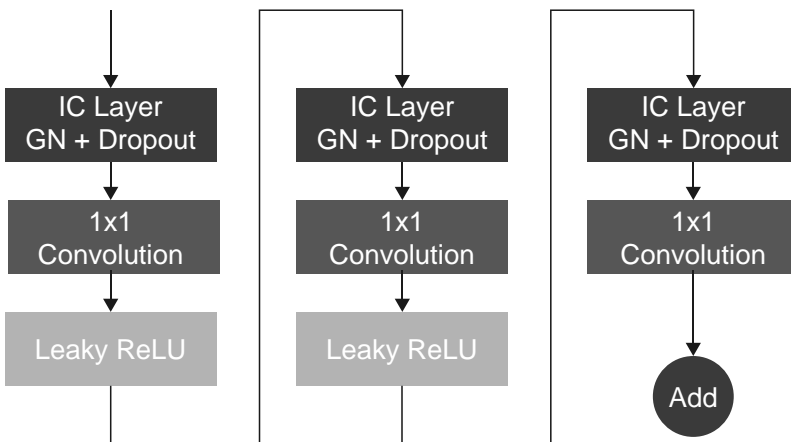 IC Layer
GN + Dropout
1x1
Convolution
Leaky ReLU
IC Layer
GN + Dropout
1x1
Convolution
Leaky ReLU
IC Layer
GN + Dropout
1x1
Convolution
Add